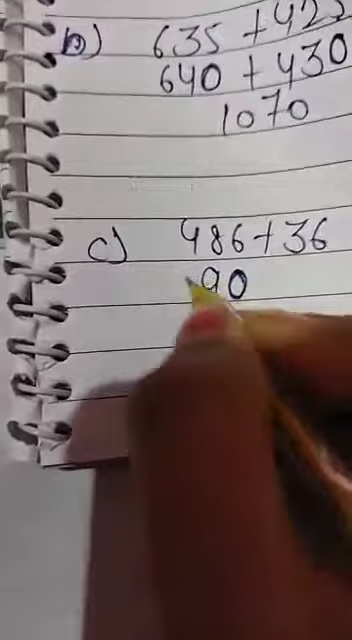 b) 635 + 425
640 + 430
1070
c) 486 + 36
90